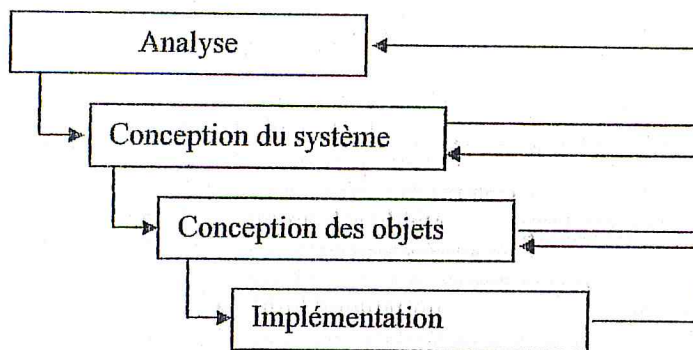 Analyse
Conception du système
Conception des objets
Implémentation